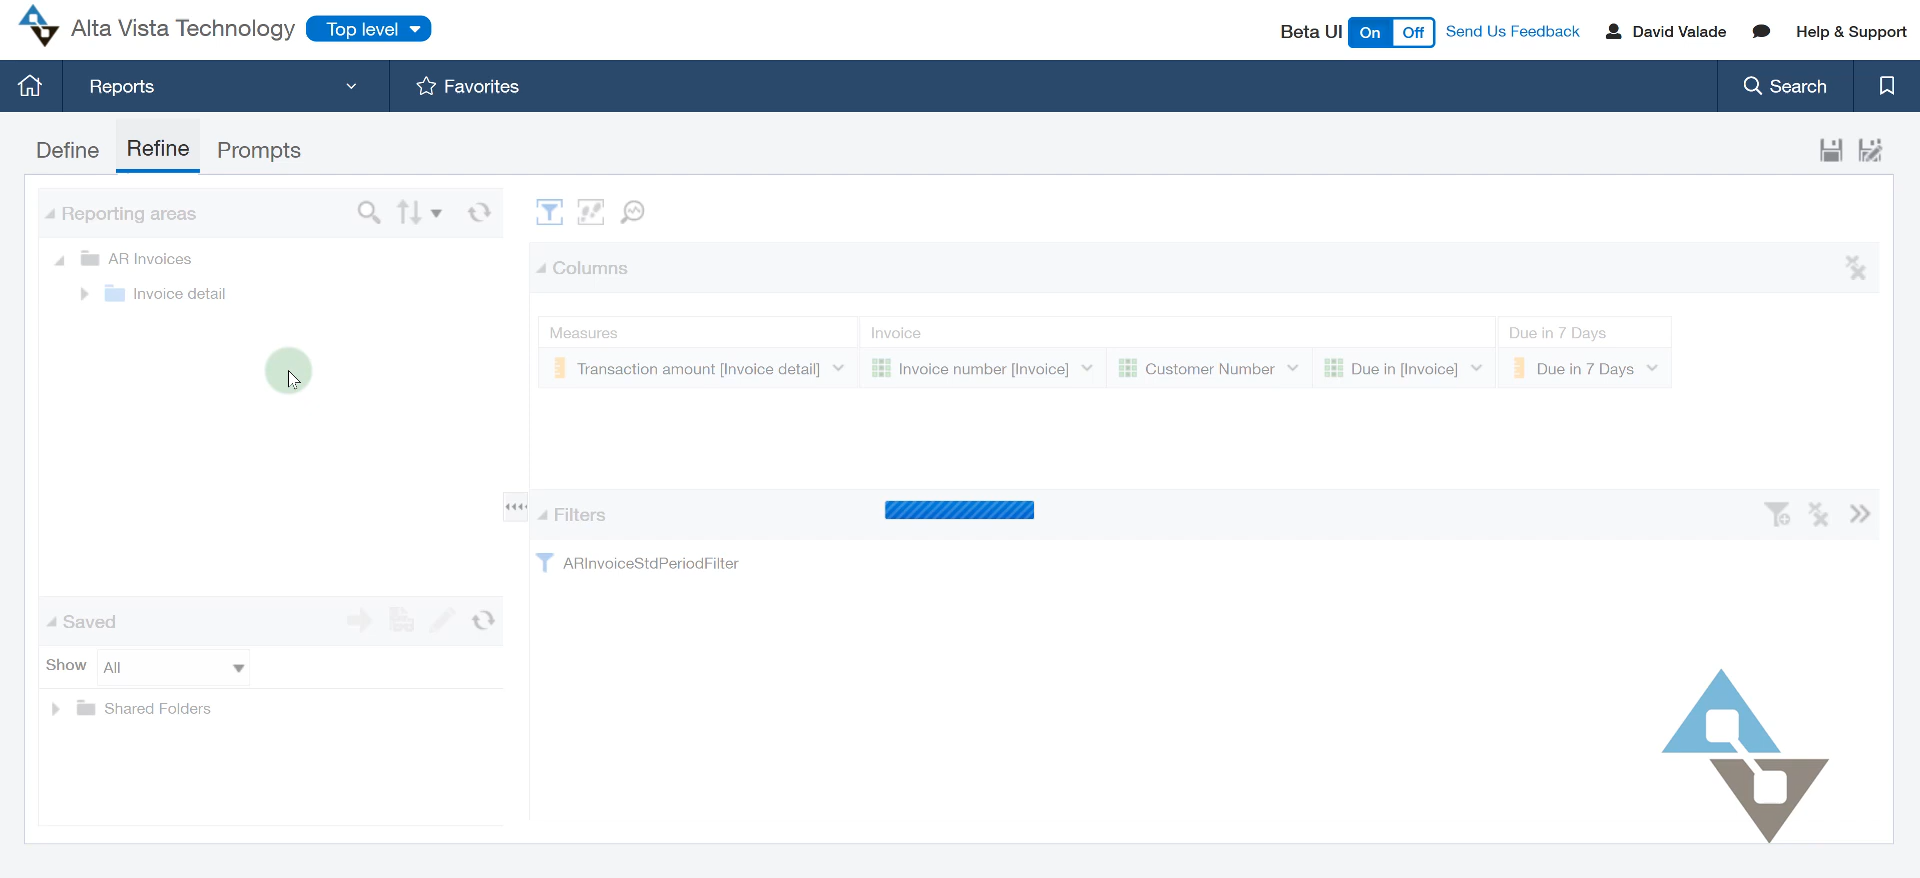 Alta Vista Technology
Top level
Beta UI On Off Send Us Feedback David Valade Help & Support
Reports
Favorites
Search
Define Refine Prompts
Reporting areas
AR Invoices
Invoice detail
Columns
Measures Invoice Due in 7 Days
Transaction amount [Invoice detail] Invoice number [Invoice] Customer Number Due in [Invoice] Due in 7 Days
Filters
ARInvoiceStdPeriodFilter
Saved
Show All
Shared Folders